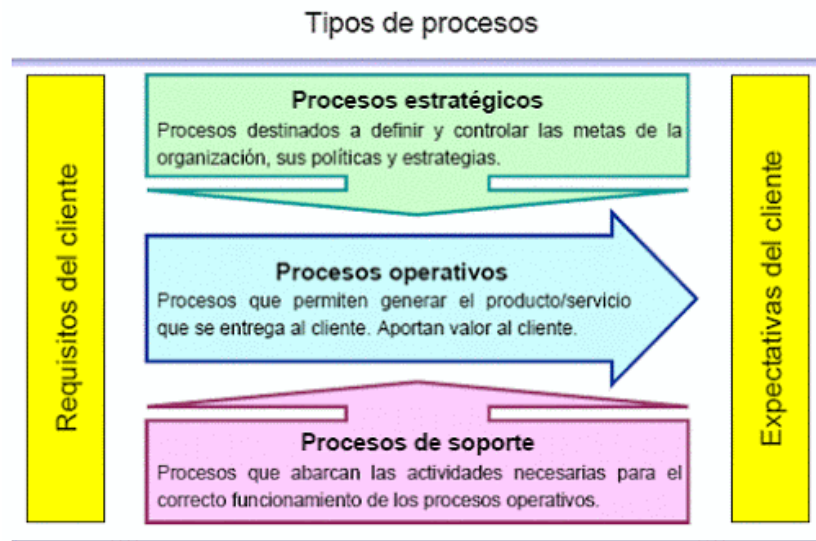 Tipos de procesos
Requisitos del cliente
Procesos estratégicos
Procesos destinados a definir y controlar las metas de la
organización, sus políticas y estrategias.
Procesos operativos
Procesos que permiten generar el producto/servicio
que se entrega al cliente. Aportan valor al cliente.
Procesos de soporte
Procesos que abarcan las actividades necesarias para el
correcto funcionamiento de los procesos operativos.
Expectativas del cliente